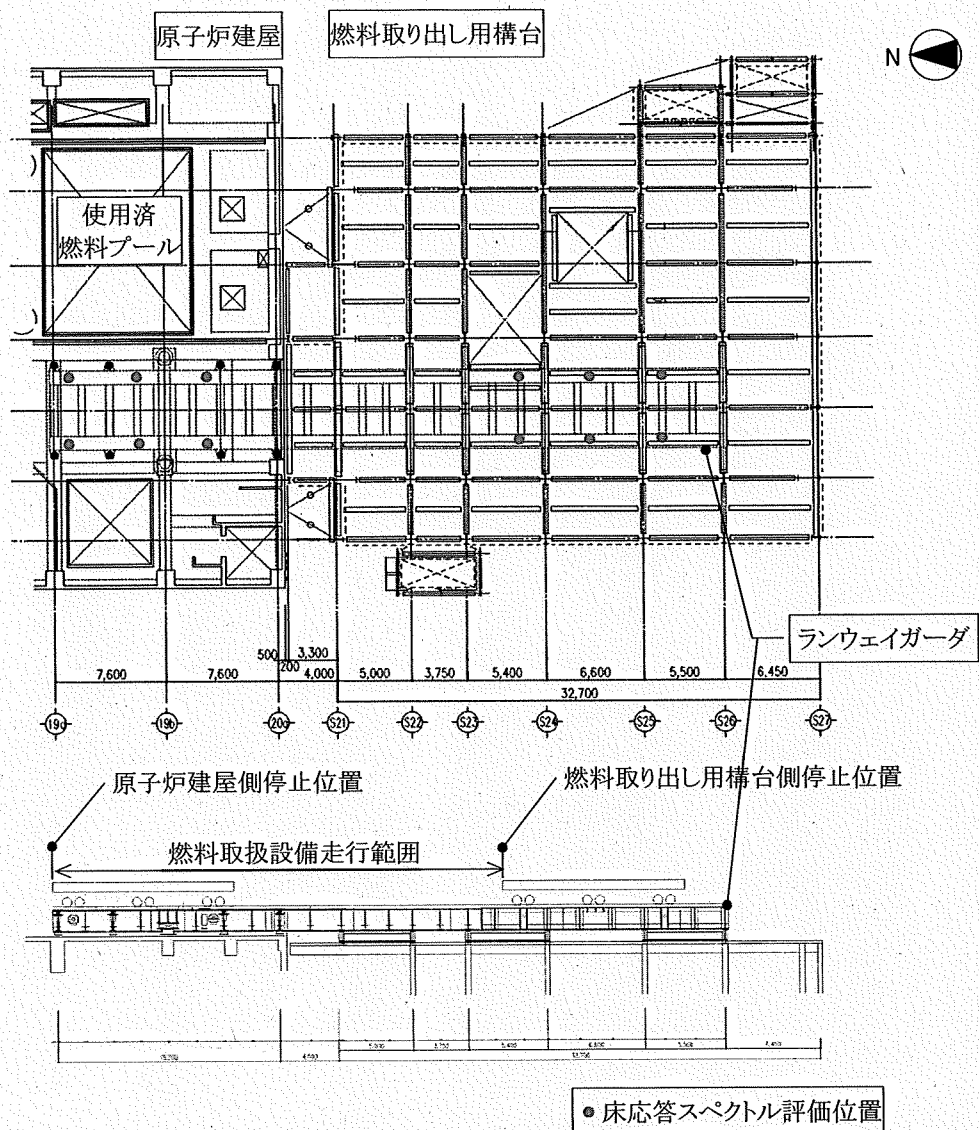 原子炉建屋
燃料取り出し用構台
N
使用済
燃料プール
ランウェイガーダ
500
3,300
200
7,600
7,600
4,000
5,000
3,750
5,400
6,600
5,500
6.450
32,700
19a
19b
20a
S21
S22
S23
S24
S25
S26
S27
原子炉建屋側停止位置
燃料取り出し用構台側停止位置
燃料取扱設備走行範囲
床応答スペクトル評価位置